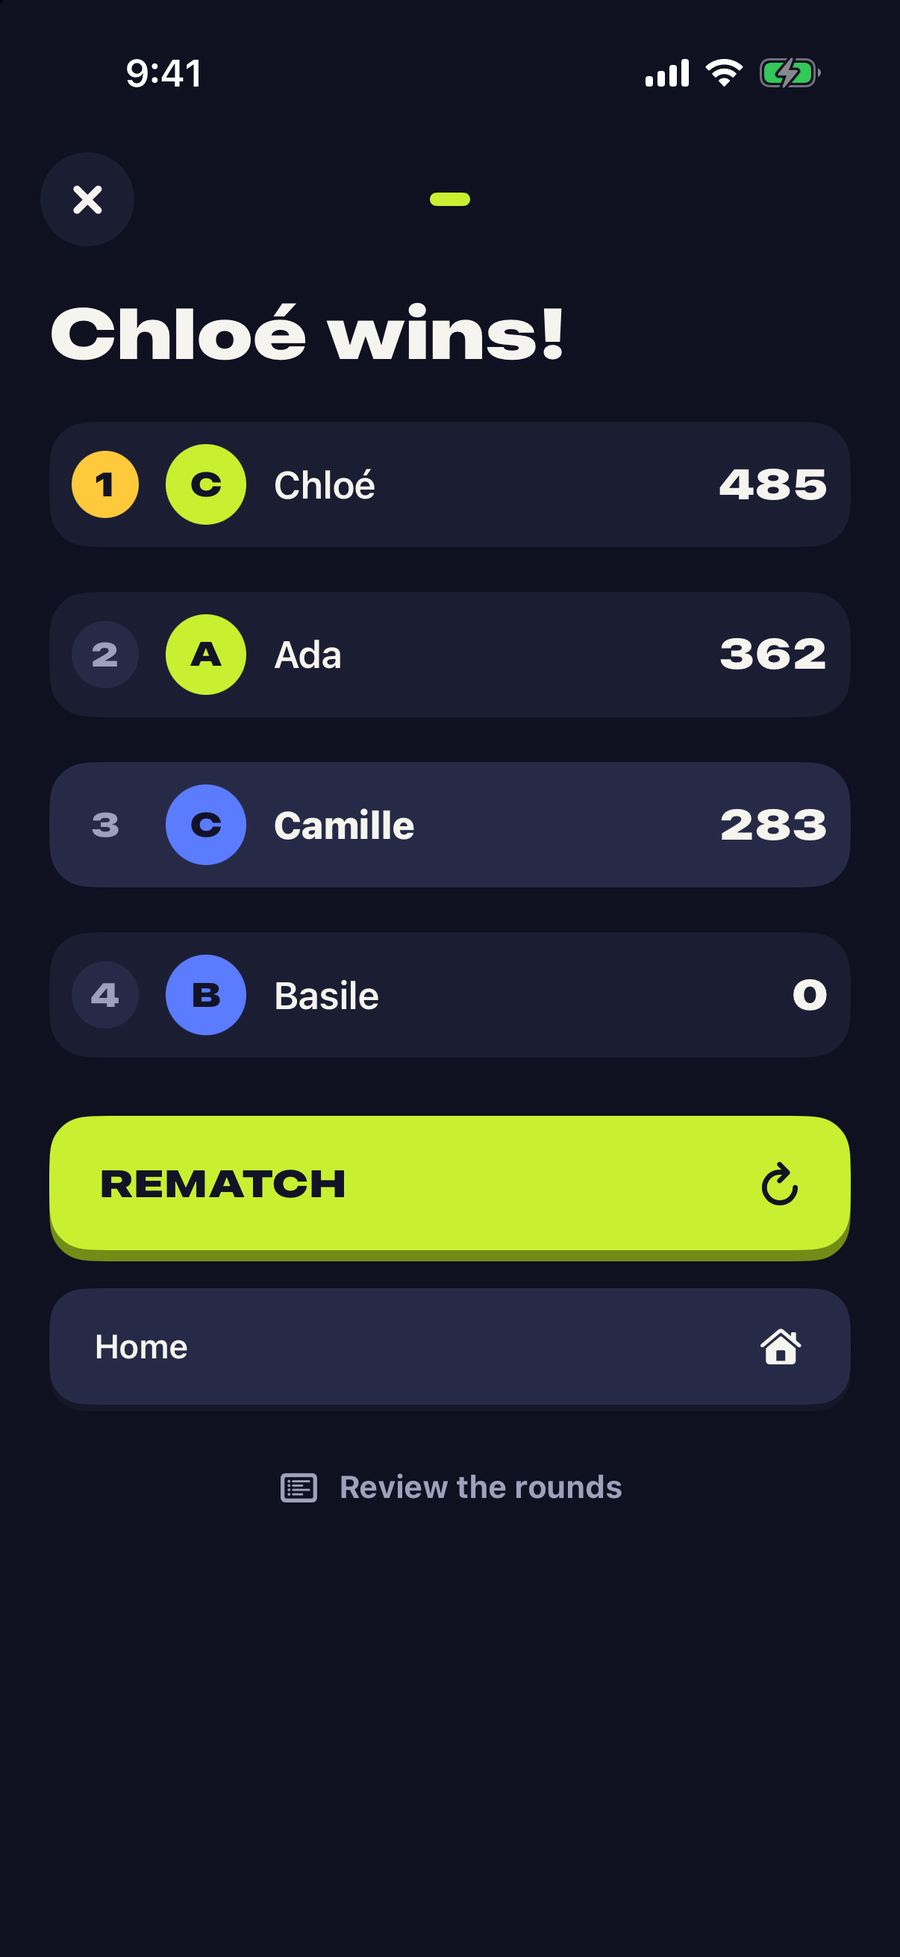 9:41
Chloé wins!
1 C Chloé 485
2 A Ada 362
3 C Camille 283
4 B Basile 0
REMATCH
Home
Review the rounds